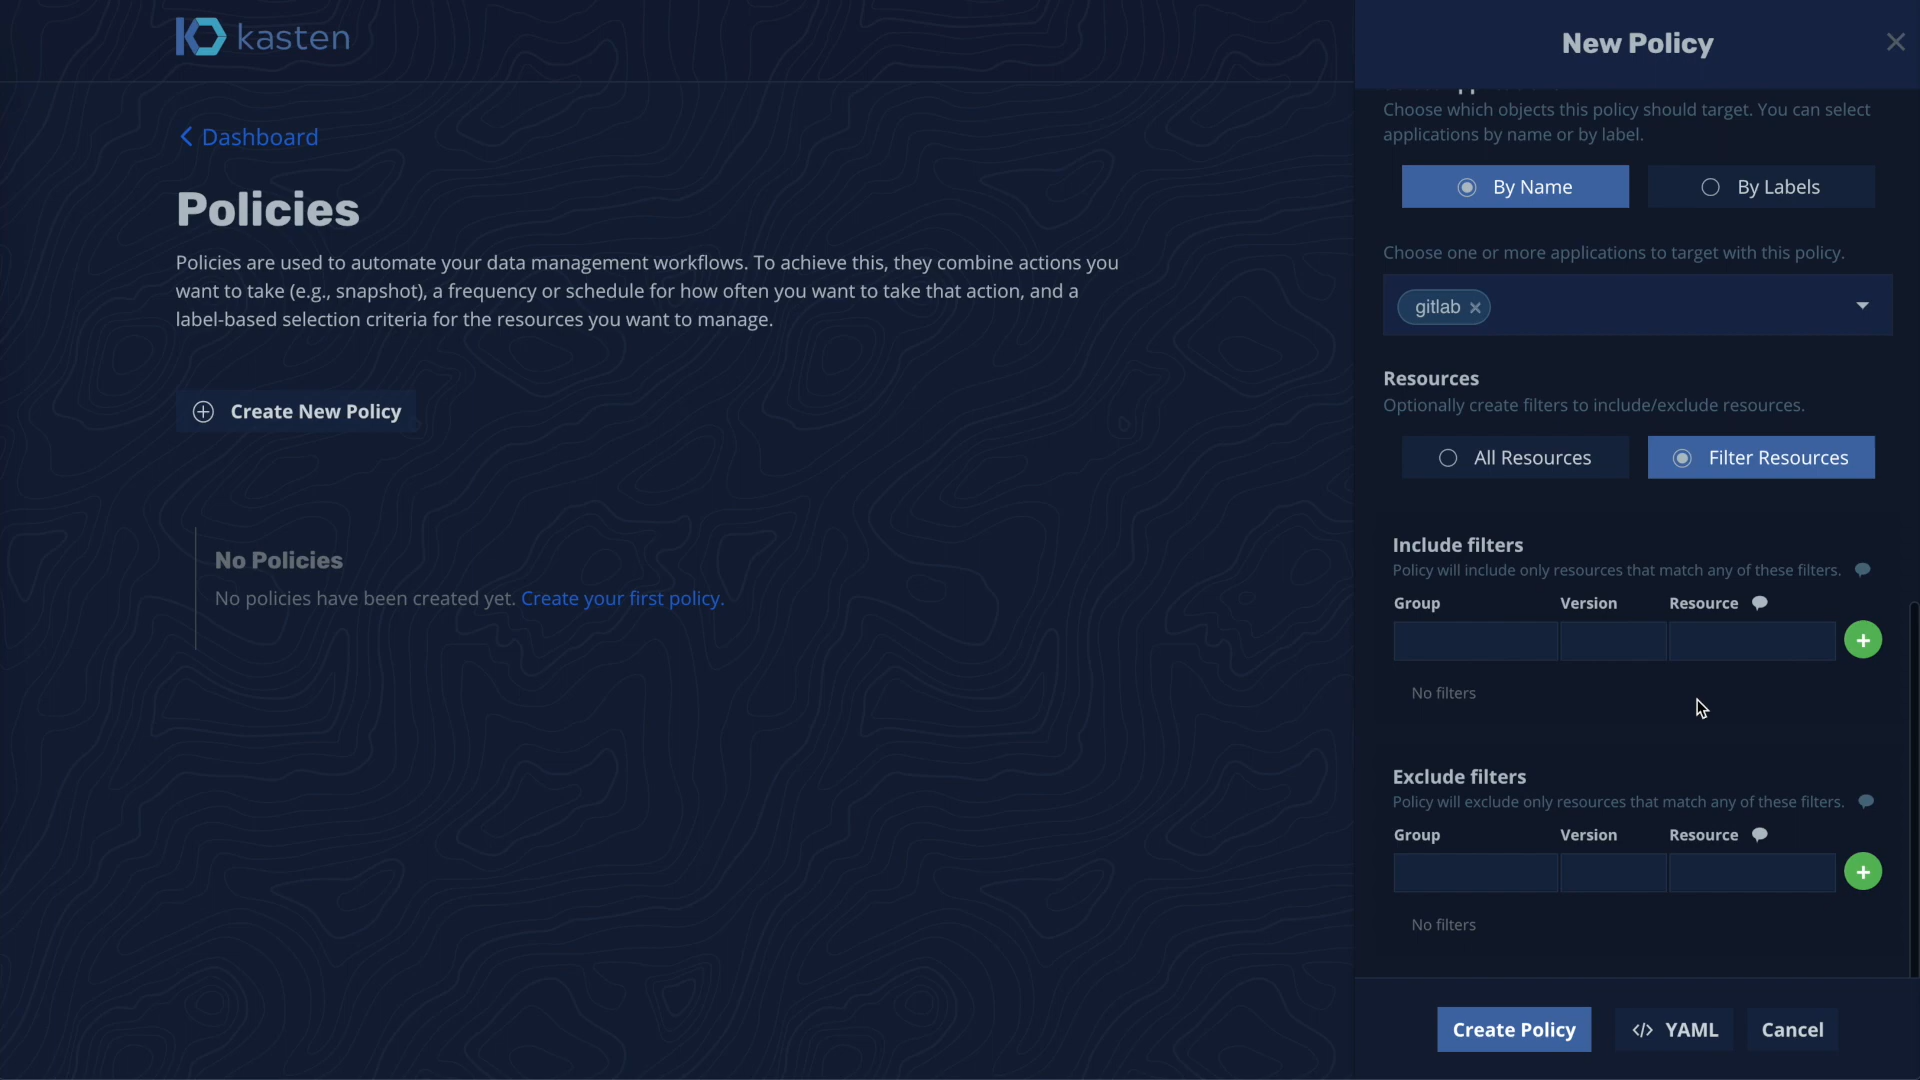 kasten
Dashboard
Policies
Policies are used to automate your data management workflows. To achieve this, they combine actions you
want to take (e.g., snapshot), a frequency or schedule for how often you want to take that action, and a
label-based selection criteria for the resources you want to manage.
Create New Policy
No Policies
No policies have been created yet. Create your first policy.
New Policy
Choose which objects this policy should target. You can select
applications by name or by label.
By Name
By Labels
Choose one or more applications to target with this policy.
gitlab
Resources
Optionally create filters to include/exclude resources.
All Resources
Filter Resources
Include filters
Policy will include only resources that match any of these filters.
Group Version Resource
No filters
Exclude filters
Policy will exclude only resources that match any of these filters.
Group Version Resource
No filters
Create Policy
</> YAML
Cancel